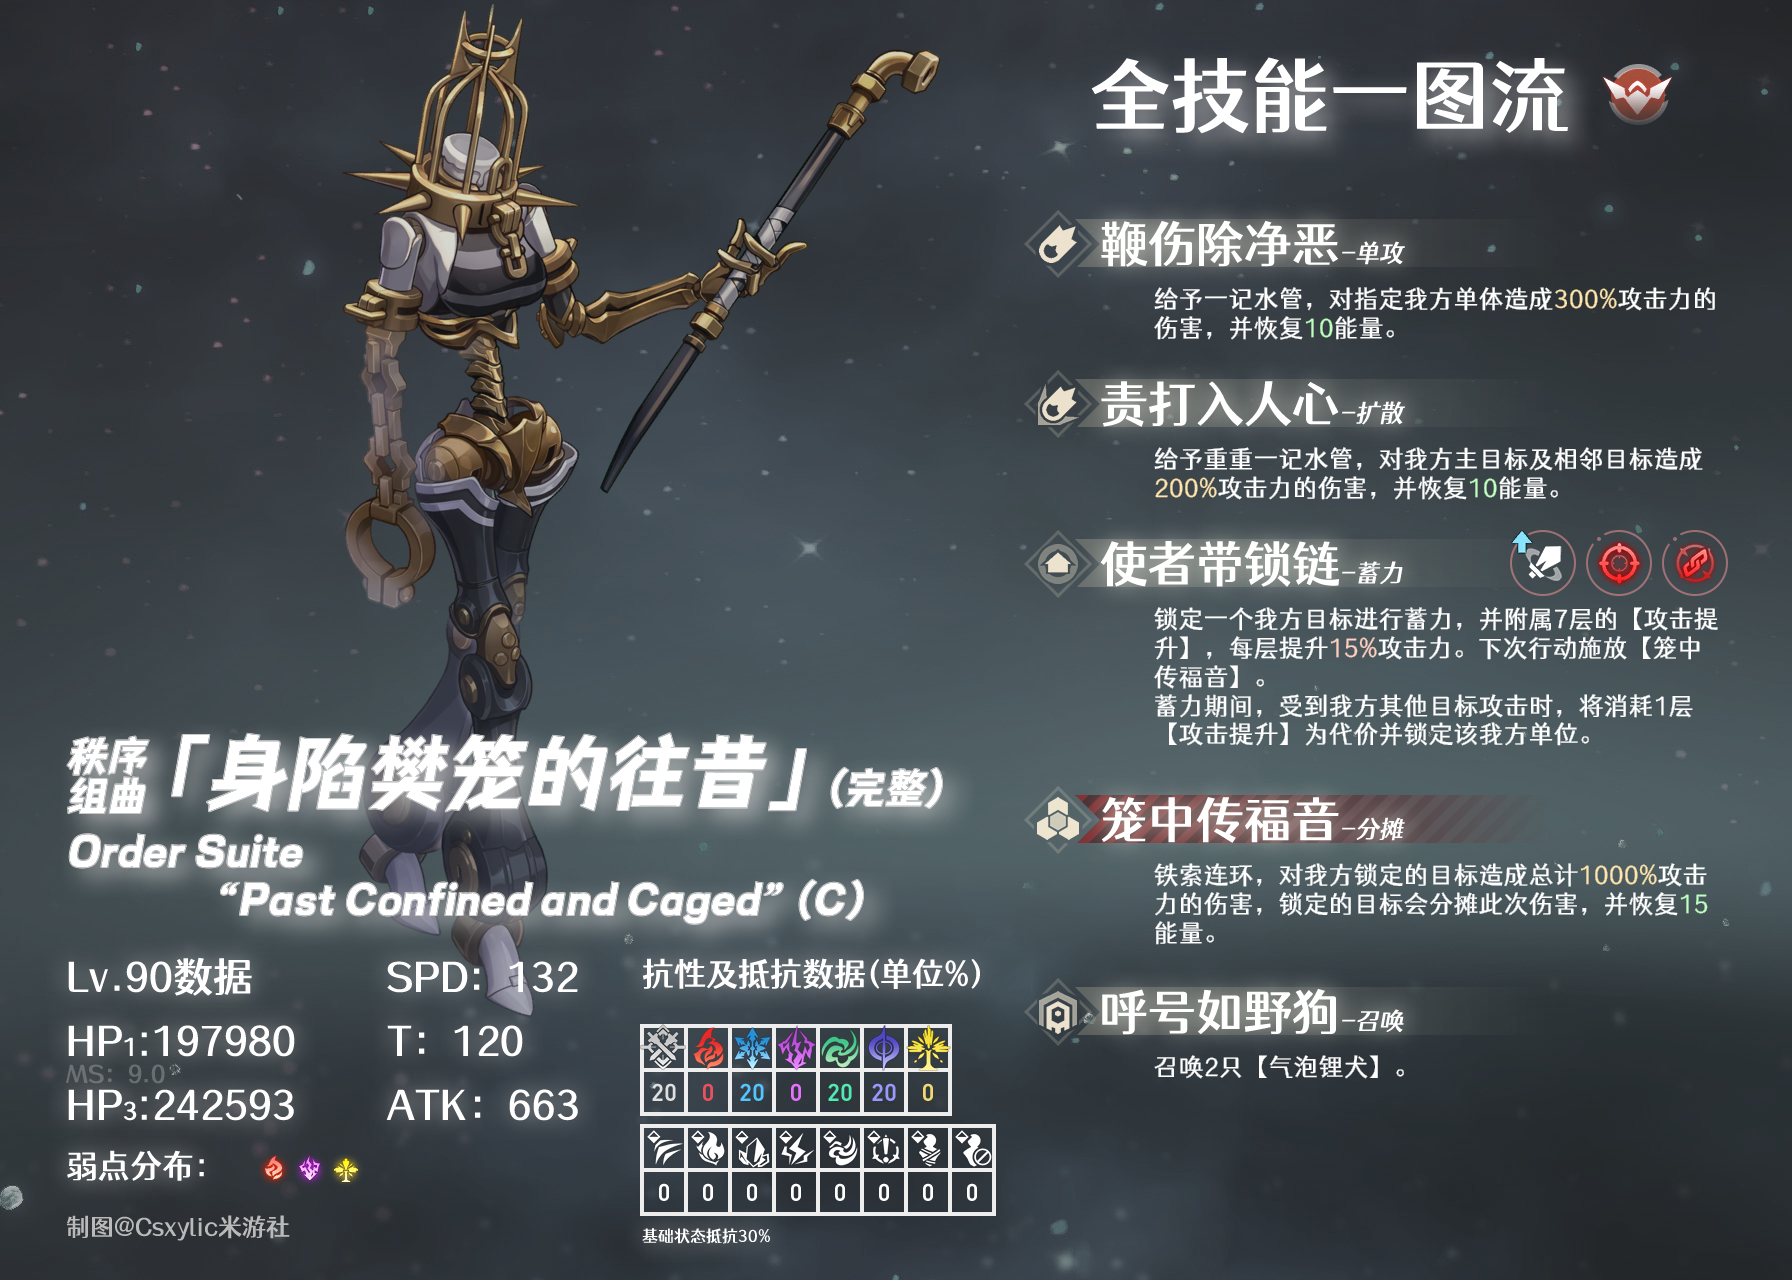 全技能一图流
鞭伤除净恶-单攻
给予一记水管，对指定我方单体造成300%攻击力的
伤害，并恢复10能量。
责打入人心-扩散
给予重重一记水管，对我方主目标及相邻目标造成
200%攻击力的伤害，并恢复10能量。
使者带锁链-蓄力
锁定一个我方目标进行蓄力，并附属7层的【攻击提
升】，每层提升15%攻击力。下次行动施放【笼中
传福音】。
蓄力期间，受到我方其他目标攻击时，将消耗1层
【攻击提升】为代价并锁定该我方单位。
笼中传福音-分摊
铁索连环，对我方锁定的目标造成总计1000%攻击
力的伤害，锁定的目标会分摊此次伤害，并恢复15
能量。
呼号如野狗-召唤
召唤2只【气泡锂犬】。
秩序
组曲「身陷樊笼的往昔」(完整)
Order Suite
“Past Confined and Caged” (C)
Lv.90数据 SPD: 132
HP1:197980 T: 120
MS: 9.0
HP3:242593 ATK: 663
弱点分布：
制图@Csxylic米游社
抗性及抵抗数据(单位%)
20 0 20 0 20 20 0
0 0 0 0 0 0 0 0
基础状态抵抗30%